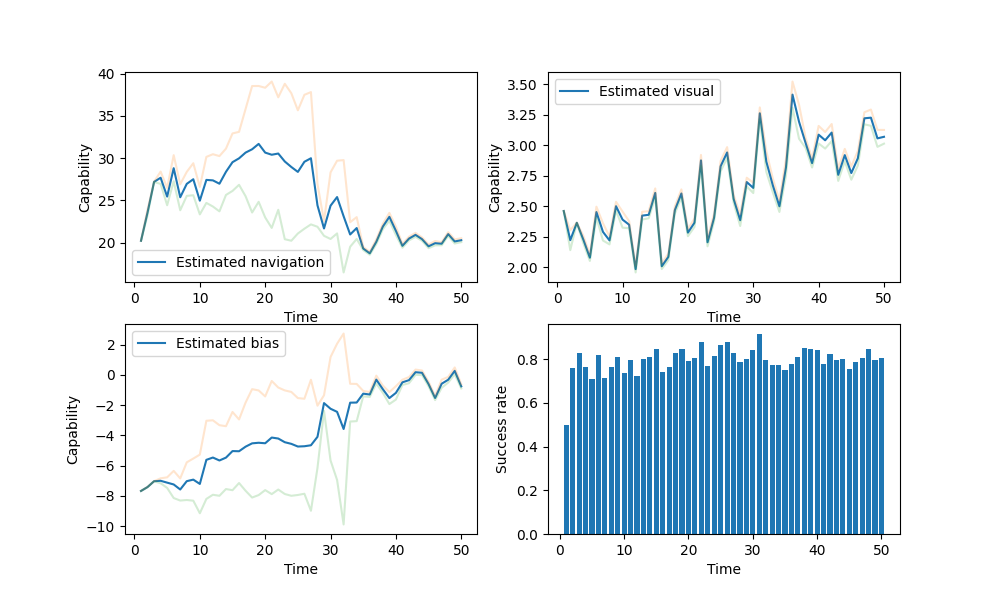 40
35
30
25
20
Capability
Estimated navigation
0 10 20 30 40 50
Time
3.50
3.25
3.00
2.75
2.50
2.25
2.00
Capability
Estimated visual
0 10 20 30 40 50
Time
2
0
−2
−4
−6
−8
−10
Capability
Estimated bias
0 10 20 30 40 50
Time
0.8
0.6
0.4
0.2
0.0
Success rate
0 10 20 30 40 50
Time